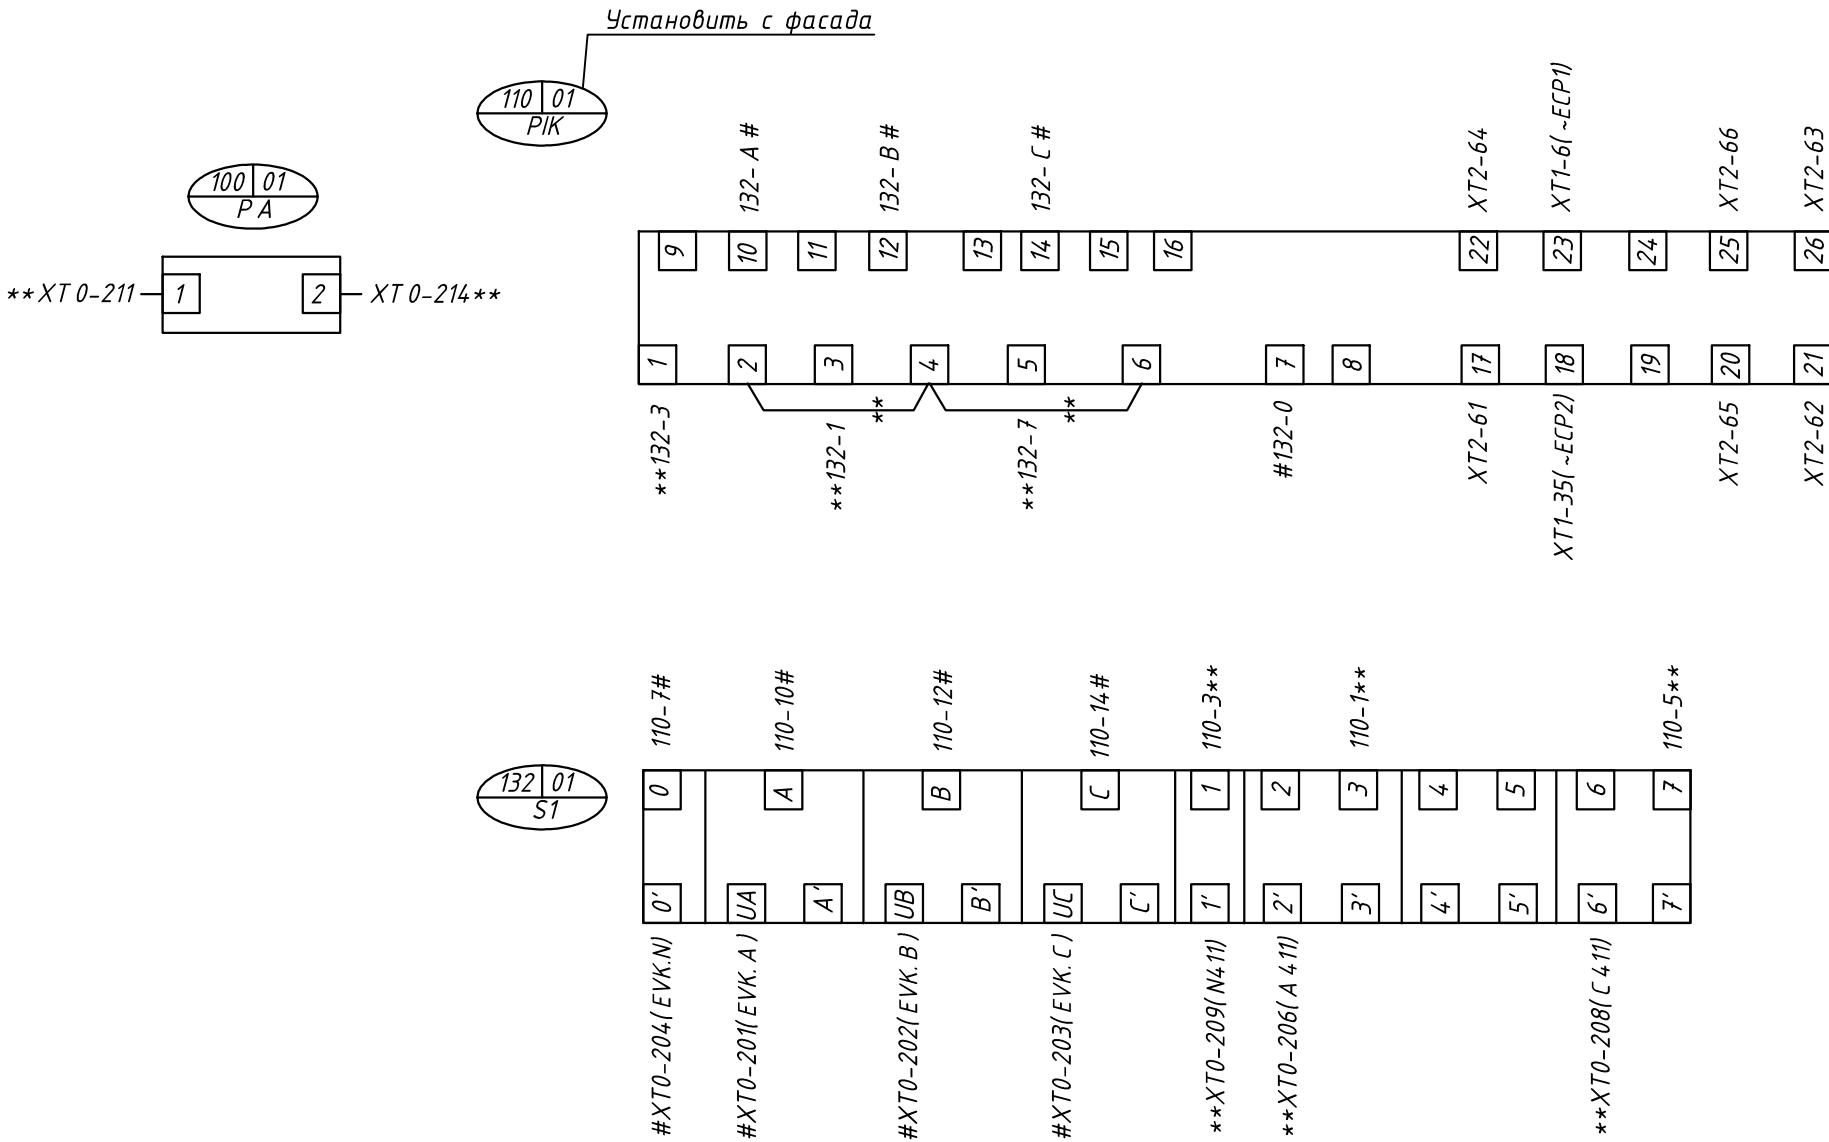 Установить с фасада
110 01
PIK
100 01
PA
**XT0-211 1 2 XT0-214**
132-A#
132-B#
132-C#
XT2-64
XT1-6(~ECP1)
XT2-66
XT2-63
9 10 11 12 13 14 15 16 22 23 24 25 26
1 2 3 4 5 6 7 8 17 18 19 20 21
** **
**132-3
**132-1
**132-7
#132-0
XT2-61
XT1-35(~ECP2)
XT2-65
XT2-62
132 01
S1
110-7#
110-10#
110-12#
110-14#
110-3**
110-1**
110-5**
0 A B C 1 2 3 4 5 6 7
0' UA A' UB B' UC C' 1' 2' 3' 4' 5' 6' 7'
#XT0-204(EVK.N)
#XT0-201(EVK.A)
#XT0-202(EVK.B)
#XT0-203(EVK.C)
**XT0-209(N411)
**XT0-206(A411)
**XT0-208(C411)